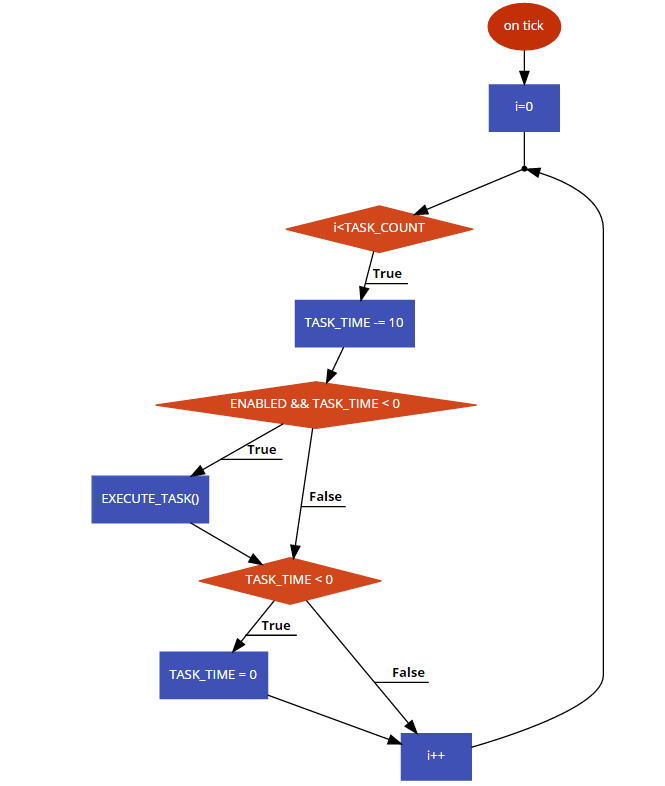 on tick
i=0
i<TASK_COUNT
True
TASK_TIME -= 10
ENABLED && TASK_TIME < 0
True
EXECUTE_TASK()
False
TASK_TIME < 0
True
TASK_TIME = 0
False
i++